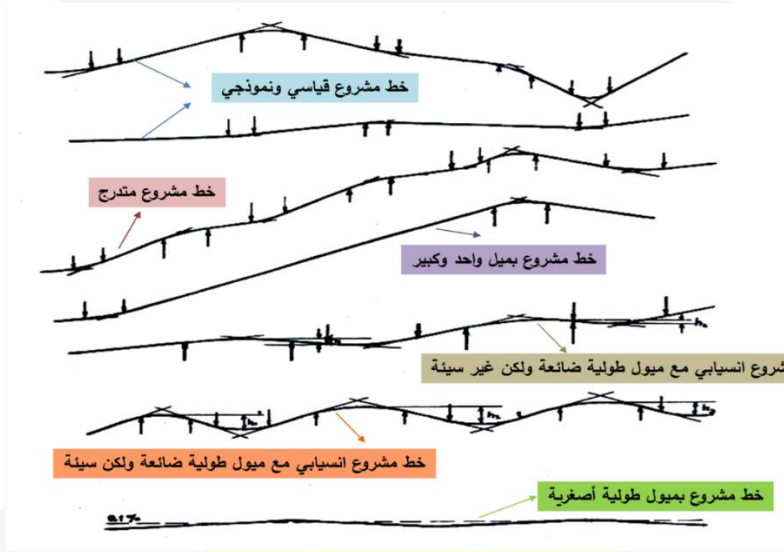 خط مشروع قياسي ونموذجي
خط مشروع متدرج
خط مشروع بميل واحد وكبير
شروع انسيابي مع ميول طولية ضائعة ولكن غير سيئة
خط مشروع انسيابي مع ميول طولية ضائعة ولكن سيئة
خط مشروع بميول طولية أصغرية